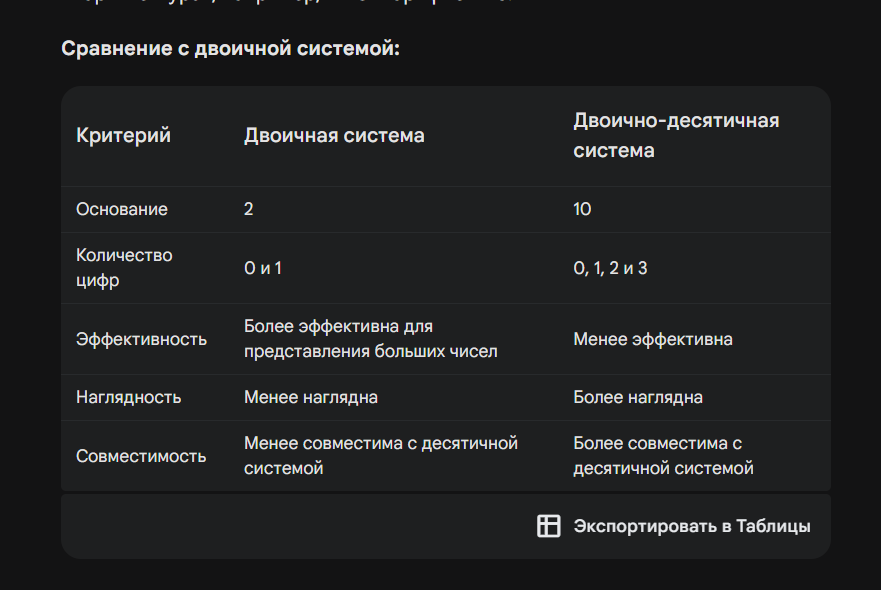 Сравнение с двоичной системой:
Критерий
Двоичная система
Двоично-десятичная
система
Основание
2
10
Количество
цифр
0 и 1
0, 1, 2 и 3
Эффективность
Более эффективна для
представления больших чисел
Менее эффективна
Наглядность
Менее наглядна
Более наглядна
Совместимость
Менее совместима с десятичной
системой
Более совместима с
десятичной системой
Экспортировать в Таблицы